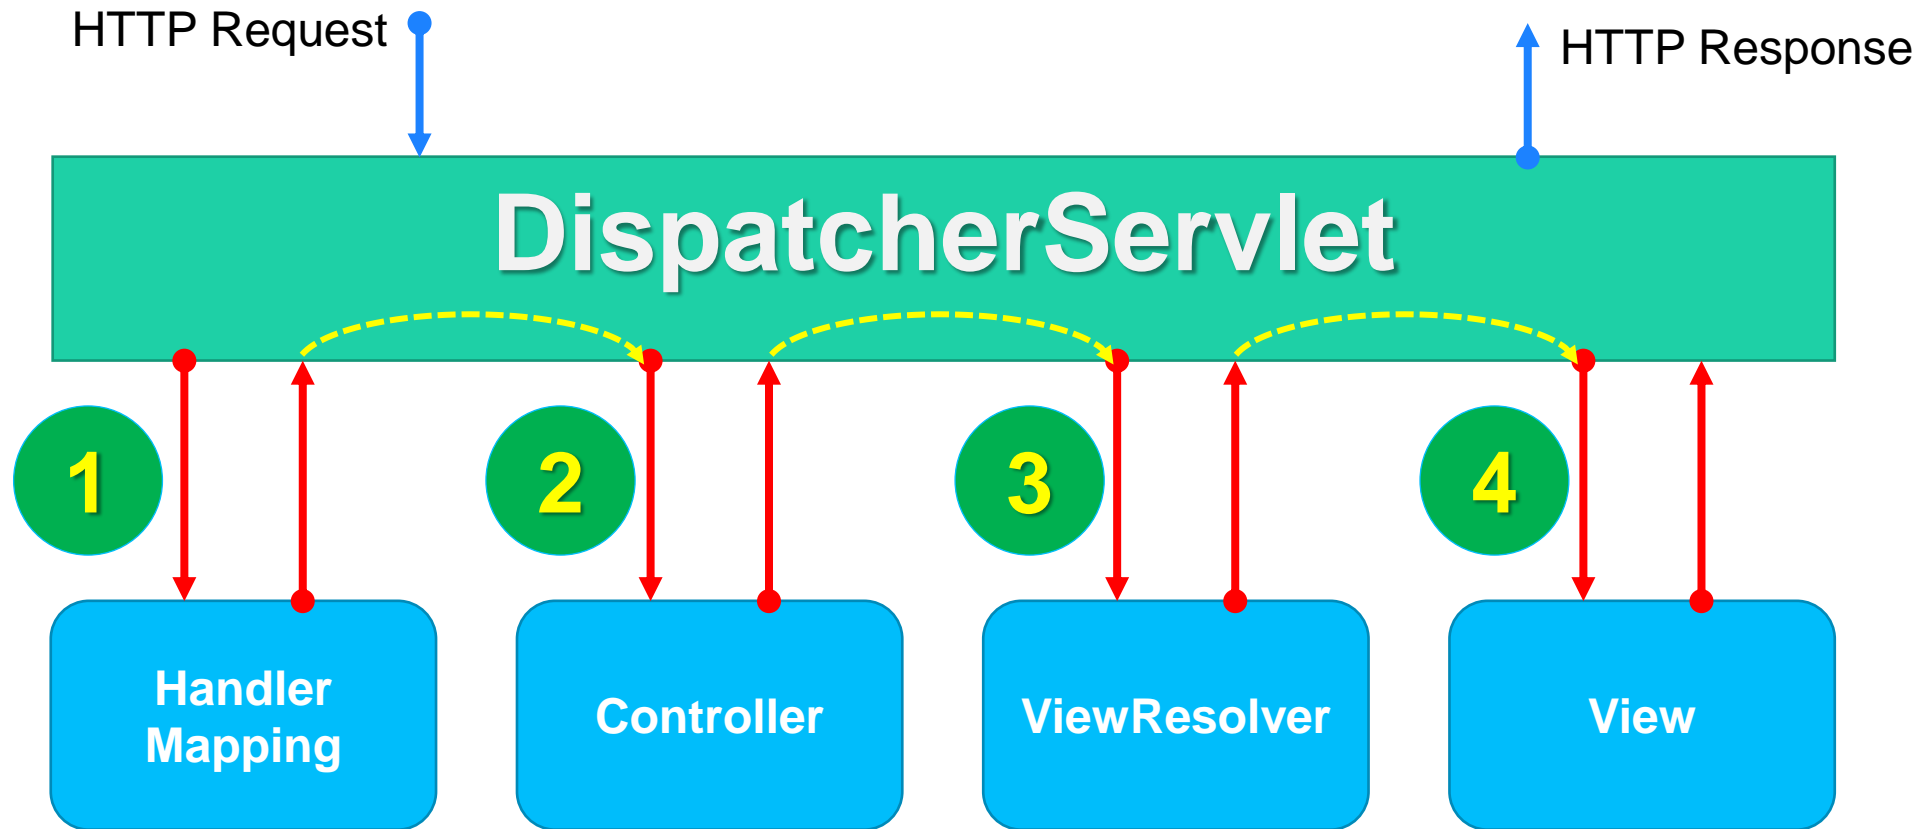 HTTP Request
HTTP Response
DispatcherServlet
1
2
3
4
Handler
Mapping
Controller
ViewResolver
View